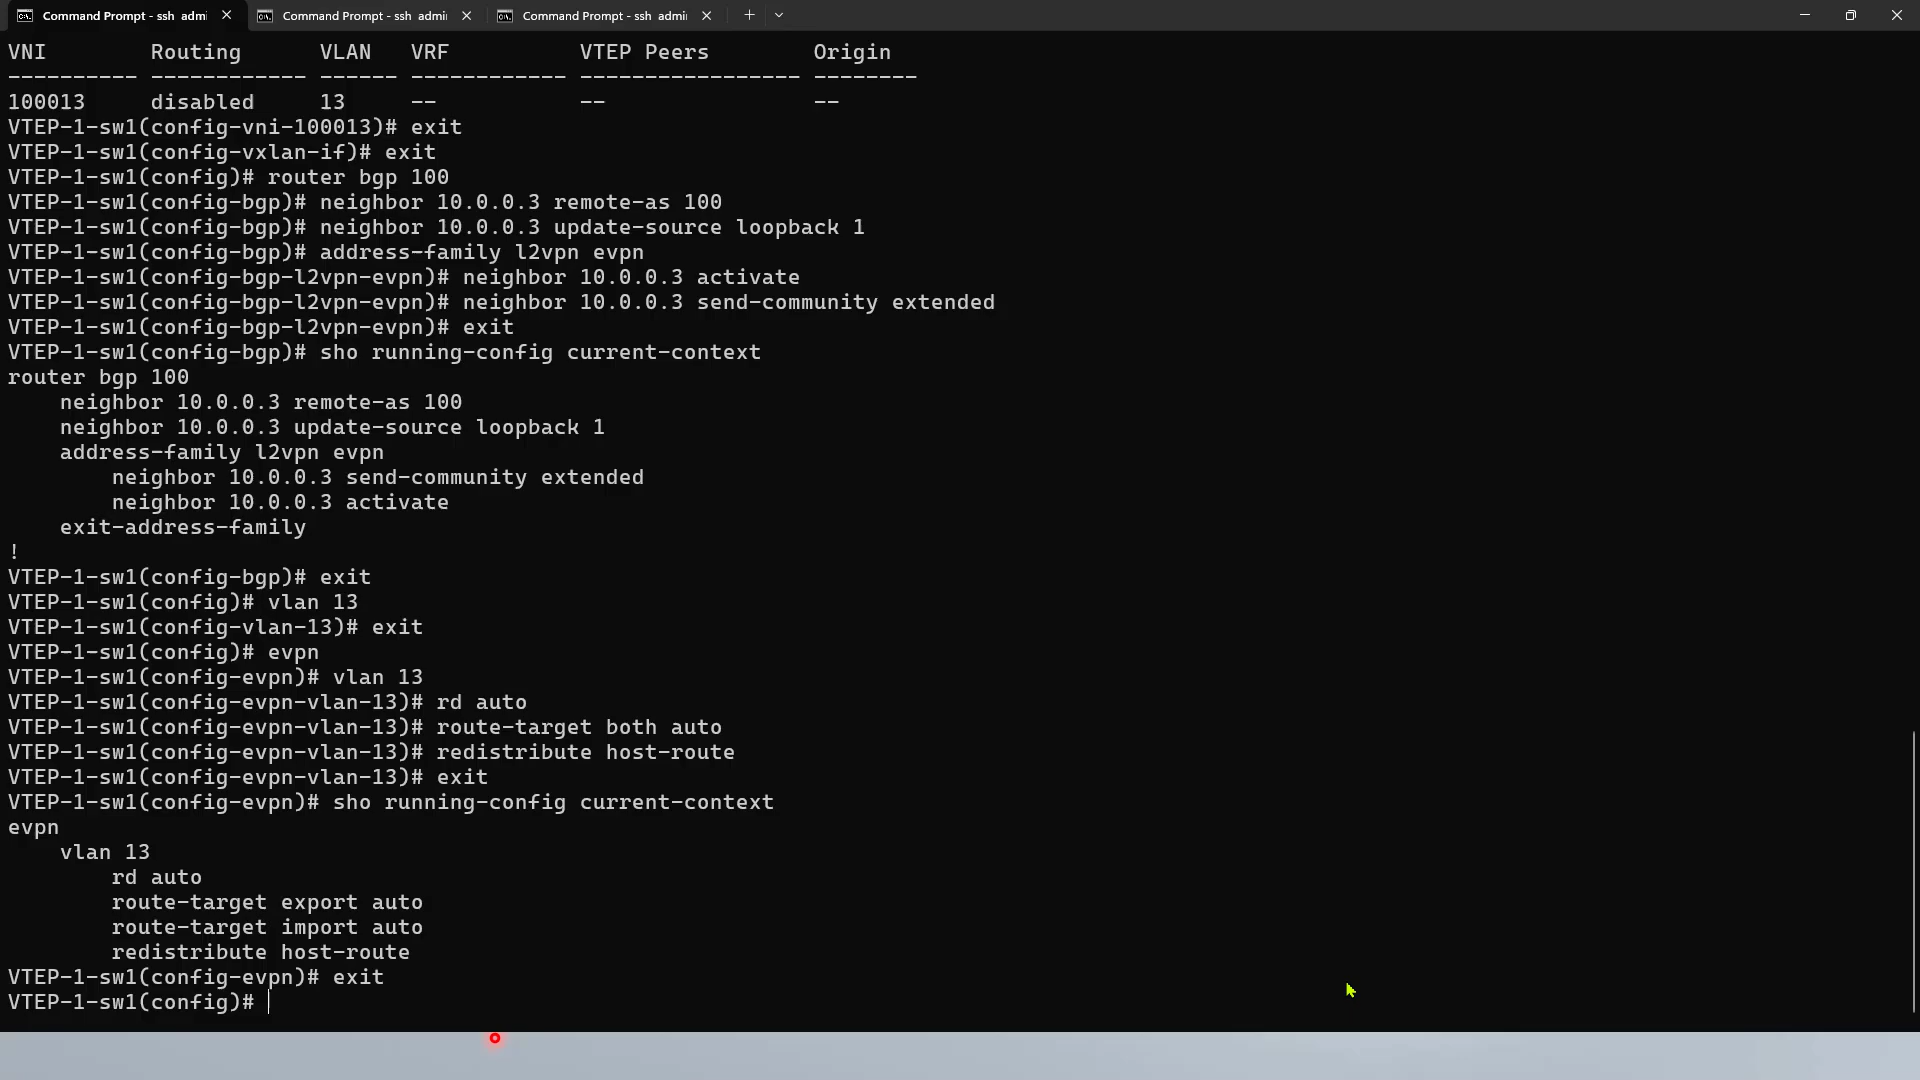 Command Prompt - ssh admi
Command Prompt - ssh admi
Command Prompt - ssh admi
VNI Routing VLAN VRF VTEP Peers Origin
---------- ------------ ------ ------------ ----------------- --------
100013 disabled 13 -- -- --
VTEP-1-sw1(config-vni-100013)# exit
VTEP-1-sw1(config-vxlan-if)# exit
VTEP-1-sw1(config)# router bgp 100
VTEP-1-sw1(config-bgp)# neighbor 10.0.0.3 remote-as 100
VTEP-1-sw1(config-bgp)# neighbor 10.0.0.3 update-source loopback 1
VTEP-1-sw1(config-bgp)# address-family l2vpn evpn
VTEP-1-sw1(config-bgp-l2vpn-evpn)# neighbor 10.0.0.3 activate
VTEP-1-sw1(config-bgp-l2vpn-evpn)# neighbor 10.0.0.3 send-community extended
VTEP-1-sw1(config-bgp-l2vpn-evpn)# exit
VTEP-1-sw1(config-bgp)# sho running-config current-context
router bgp 100
    neighbor 10.0.0.3 remote-as 100
    neighbor 10.0.0.3 update-source loopback 1
    address-family l2vpn evpn
        neighbor 10.0.0.3 send-community extended
        neighbor 10.0.0.3 activate
    exit-address-family
!
VTEP-1-sw1(config-bgp)# exit
VTEP-1-sw1(config)# vlan 13
VTEP-1-sw1(config-vlan-13)# exit
VTEP-1-sw1(config)# evpn
VTEP-1-sw1(config-evpn)# vlan 13
VTEP-1-sw1(config-evpn-vlan-13)# rd auto
VTEP-1-sw1(config-evpn-vlan-13)# route-target both auto
VTEP-1-sw1(config-evpn-vlan-13)# redistribute host-route
VTEP-1-sw1(config-evpn-vlan-13)# exit
VTEP-1-sw1(config-evpn)# sho running-config current-context
evpn
    vlan 13
        rd auto
        route-target export auto
        route-target import auto
        redistribute host-route
VTEP-1-sw1(config-evpn)# exit
VTEP-1-sw1(config)#